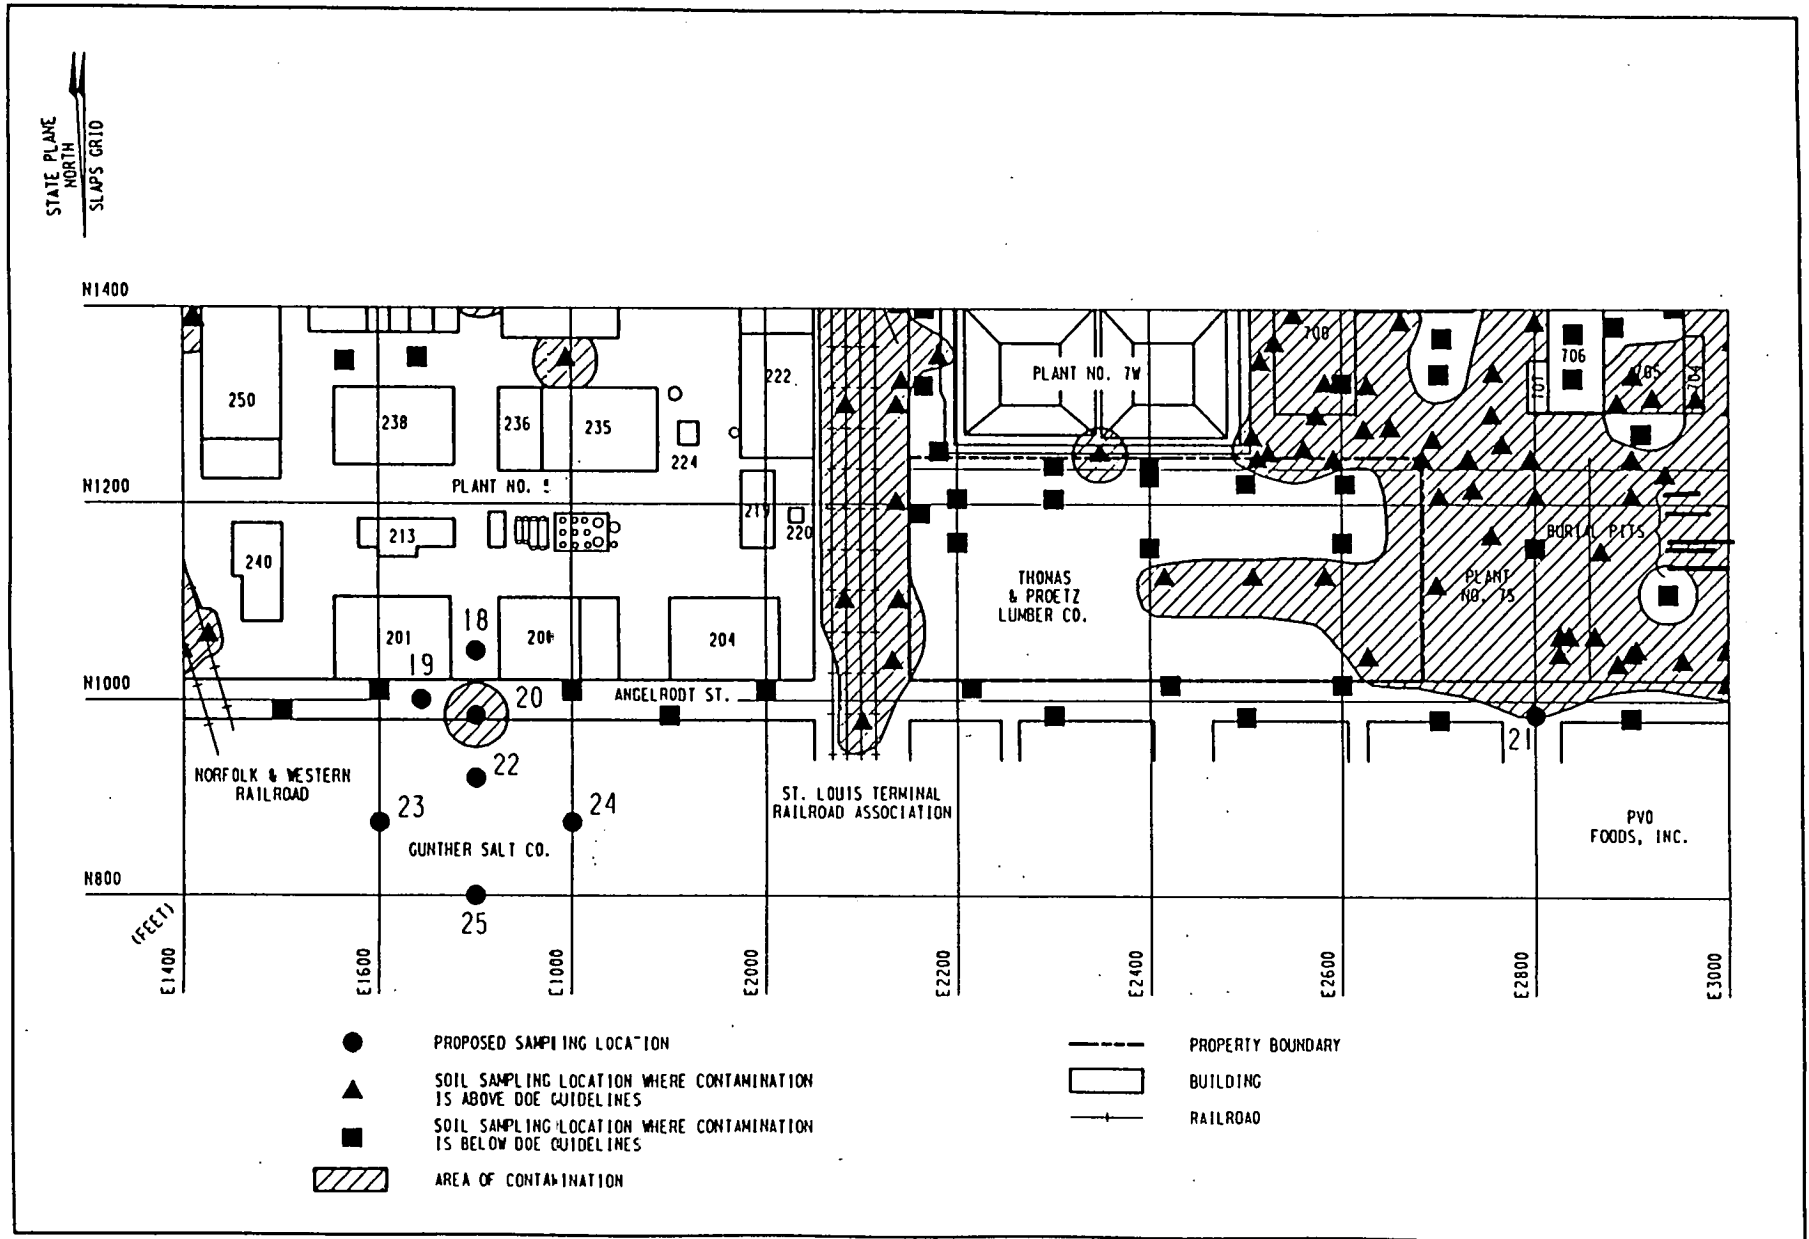 STATE PLANE
NORTH
SLAPS GRID
N1400
N1200
N1000
N800
(FEET)
E1400
E1600
E1000
E2000
E2200
E2400
E2600
E2800
E3000
250
238
236
235
224
222
PLANT NO. 7W
708
707
706
705
704
PLANT NO. 5
240
213
219
220
BURIAL PITS
PLANT
NO. 7S
THONAS
& PROETZ
LUMBER CO.
201
204
18
19
20
21
22
23
24
25
ANGELRODT ST.
NORFOLK & WESTERN
RAILROAD
GUNTHER SALT CO.
ST. LOUIS TERMINAL
RAILROAD ASSOCIATION
PVO
FOODS, INC.
PROPOSED SAMPLING LOCATION
SOIL SAMPLING LOCATION WHERE CONTAMINATION
IS ABOVE DOE GUIDELINES
SOIL SAMPLING LOCATION WHERE CONTAMINATION
IS BELOW DOE GUIDELINES
AREA OF CONTAMINATION
PROPERTY BOUNDARY
BUILDING
RAILROAD